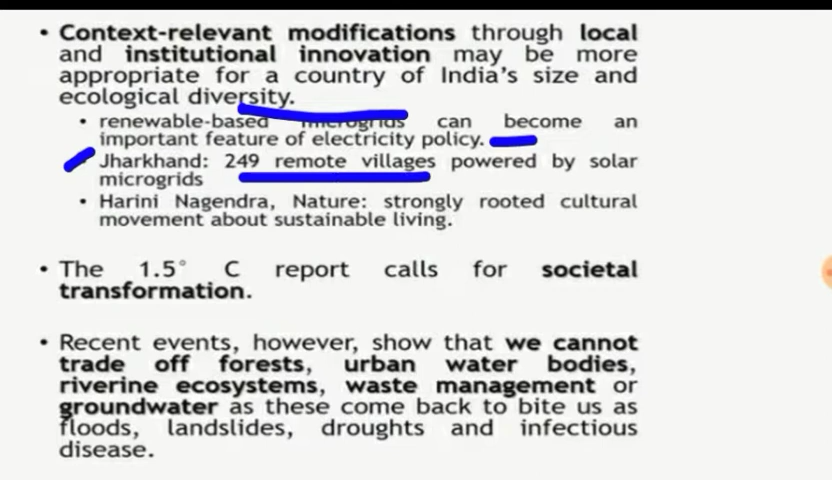 • Context-relevant modifications through local
and institutional innovation may be more
appropriate for a country of India's size and
ecological diversity.
• renewable-based microgrids can become an
important feature of electricity policy.
• Jharkhand: 249 remote villages powered by solar
microgrids
• Harini Nagendra, Nature: strongly rooted cultural
movement about sustainable living.
• The 1.5° C report calls for societal
transformation.
• Recent events, however, show that we cannot
trade off forests, urban water bodies,
riverine ecosystems, waste management or
groundwater as these come back to bite us as
floods, landslides, droughts and infectious
disease.